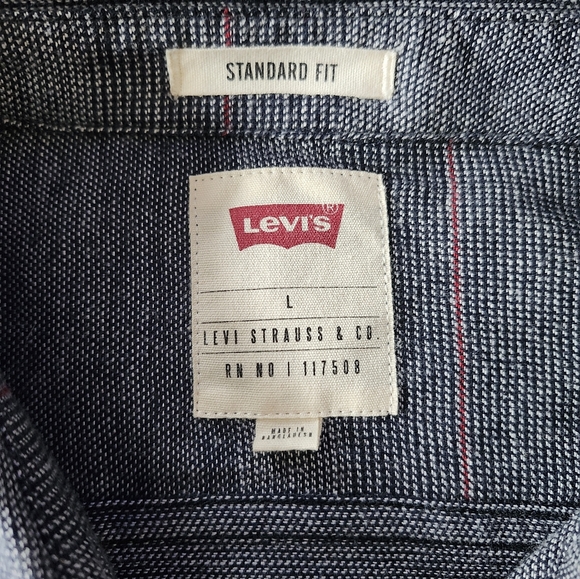 STANDARD FIT
LEVI'S®
L
LEVI STRAUSS & CO.
RN NO | 117508
MADE IN
BANGLADESH